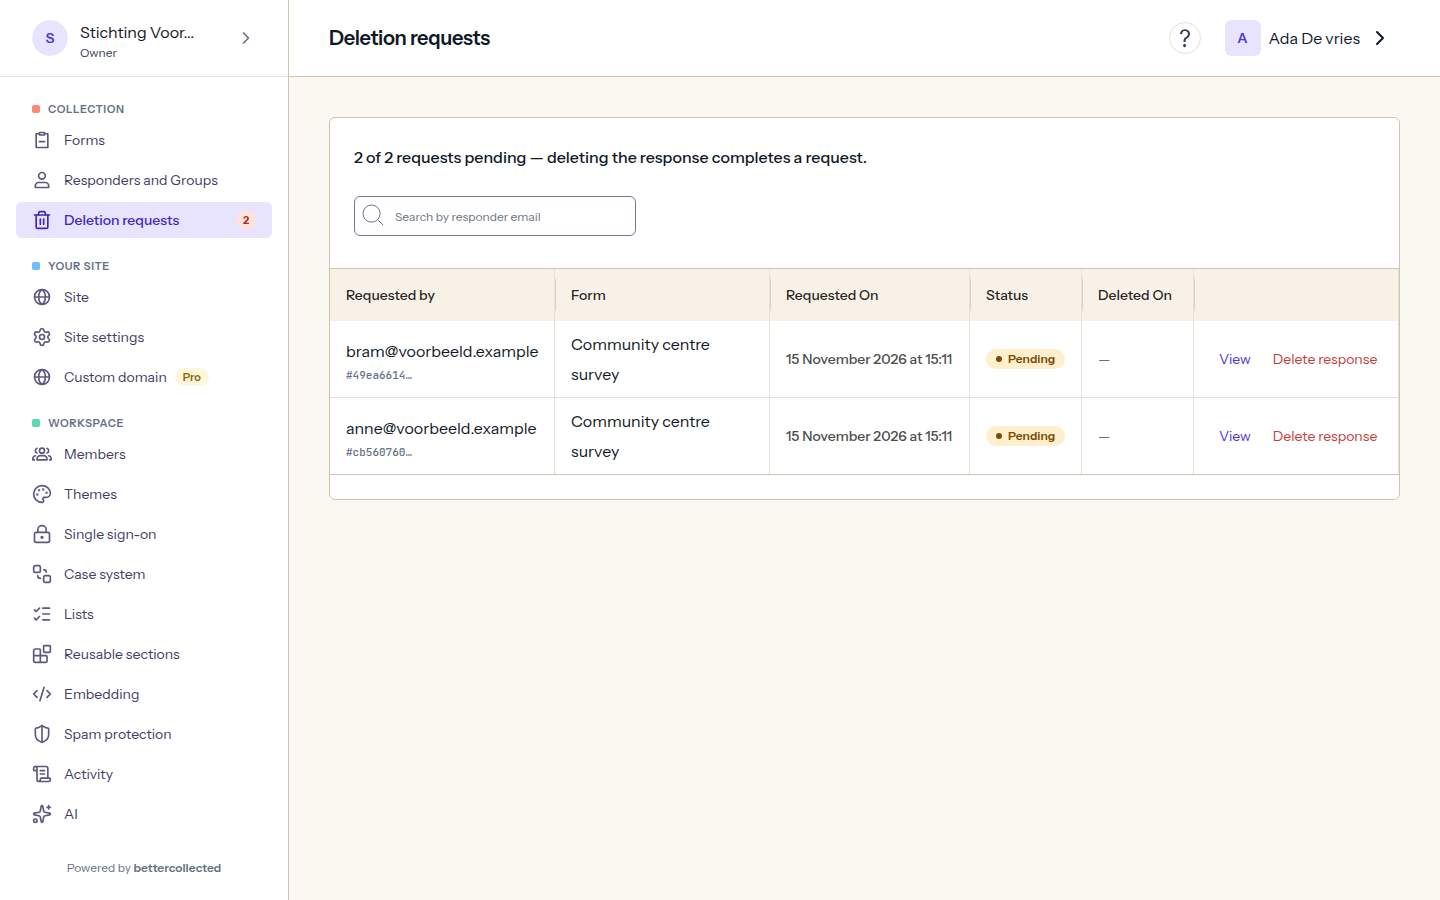 S
Stichting Voor...
Owner
Deletion requests
?
A
Ada De vries
COLLECTION
Forms
Responders and Groups
Deletion requests
2
YOUR SITE
Site
Site settings
Custom domain
Pro
WORKSPACE
Members
Themes
Single sign-on
Case system
Lists
Reusable sections
Embedding
Spam protection
Activity
AI
Powered by bettercollected
2 of 2 requests pending — deleting the response completes a request.
Search by responder email
Requested by
Form
Requested On
Status
Deleted On
bram@voorbeeld.example
#49ea6614…
Community centre
survey
15 November 2026 at 15:11
Pending
—
View
Delete response
anne@voorbeeld.example
#cb560760…
Community centre
survey
15 November 2026 at 15:11
Pending
—
View
Delete response